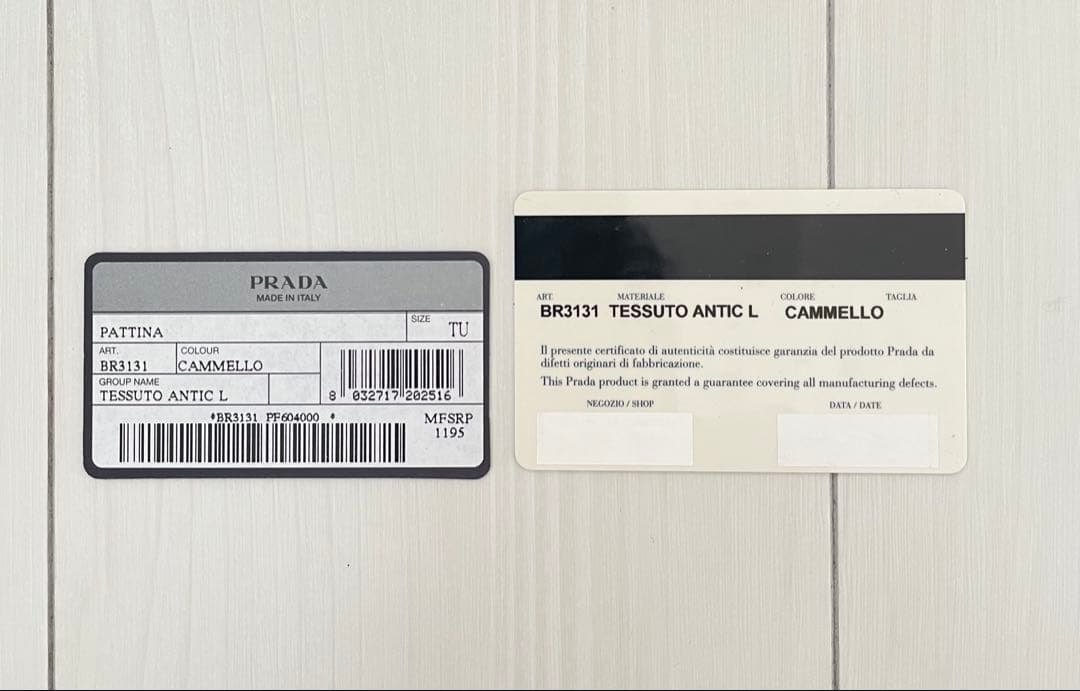 PRADA
MADE IN ITALY
PATTINA
SIZE
TU
ART.
BR3131
COLOUR
CAMMELLO
GROUP NAME
TESSUTO ANTIC L
8 032717 202516
*BR3131 PF604000 *
MFSRP
1195
ART. MATERIALE COLORE TAGLIA
BR3131 TESSUTO ANTIC L CAMMELLO
Il presente certificato di autenticità costituisce garanzia del prodotto Prada da
difetti originari di fabbricazione.
This Prada product is granted a guarantee covering all manufacturing defects.
NEGOZIO / SHOP DATA / DATE